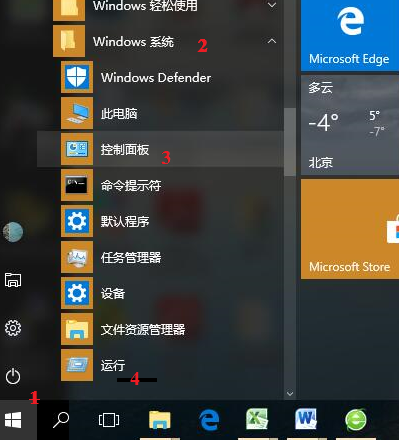 Windows 轻松使用
Windows 系统 2
Windows Defender
此电脑
控制面板 3
命令提示符
默认程序
任务管理器
设备
文件资源管理器
运行
4
1
Microsoft Edge
多云
-4°
5°
-7°
北京
Microsoft Store